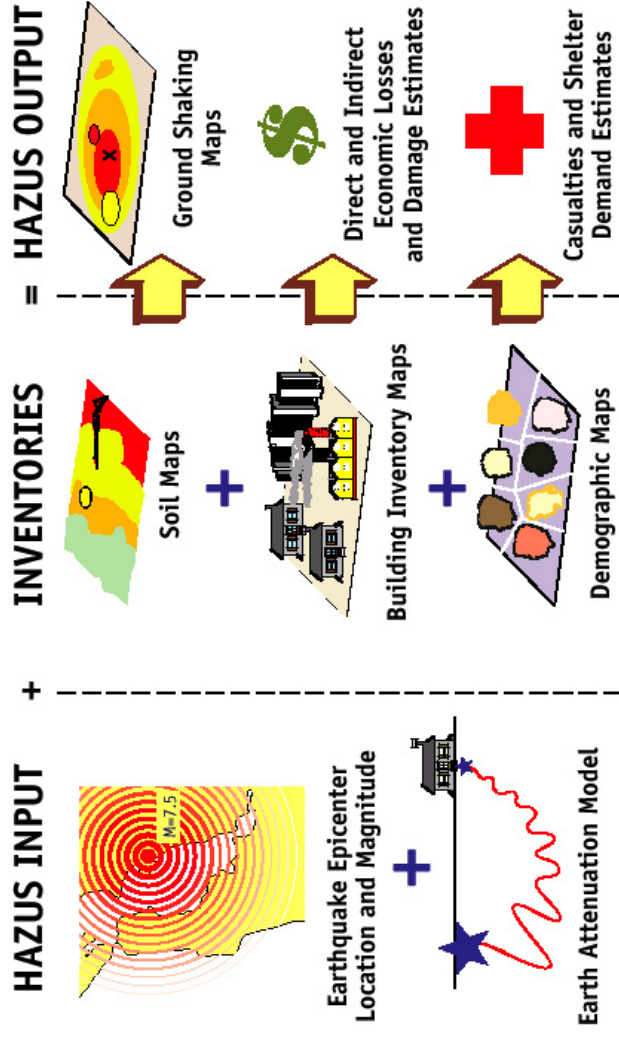 HAZUS INPUT + INVENTORIES = HAZUS OUTPUT
M=7.5
Earthquake Epicenter
Location and Magnitude
+
Earth Attenuation Model
Soil Maps
+
Building Inventory Maps
+
Demographic Maps
X
Ground Shaking
Maps
$
Direct and Indirect
Economic Losses
and Damage Estimates
Casualties and Shelter
Demand Estimates